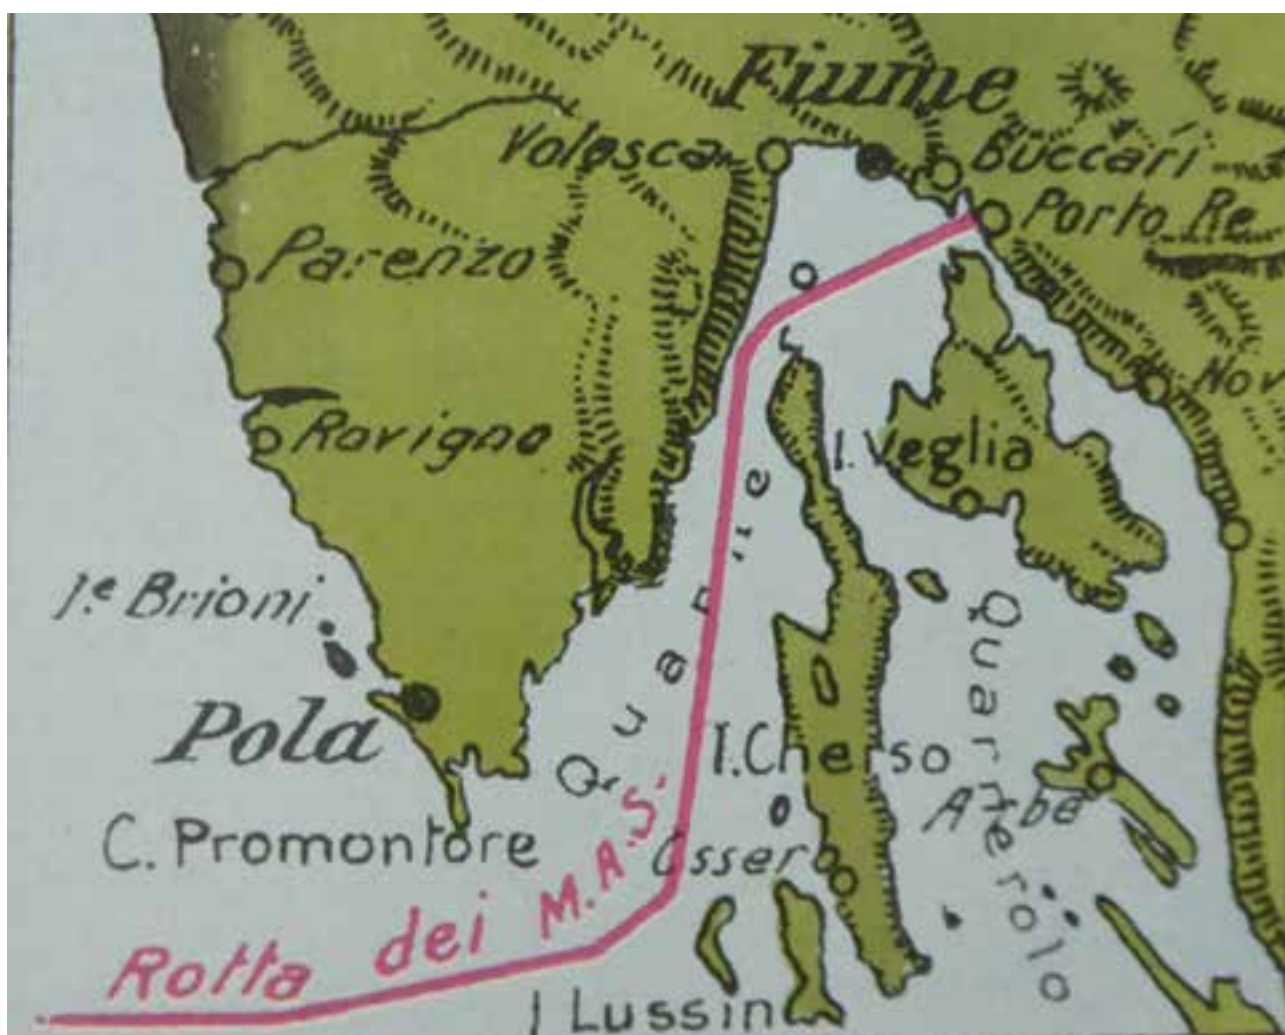 Fiume
Volosca
Buccari
Porto Re
Parenzo
Nov
Rovigno
I. Veglia
I.e Brioni
Pola
Quarnero
Quarnerolo
I. Cherso
Arbe
C. Promontore
Osser
Rotta dei M.A.S.
I Lussin